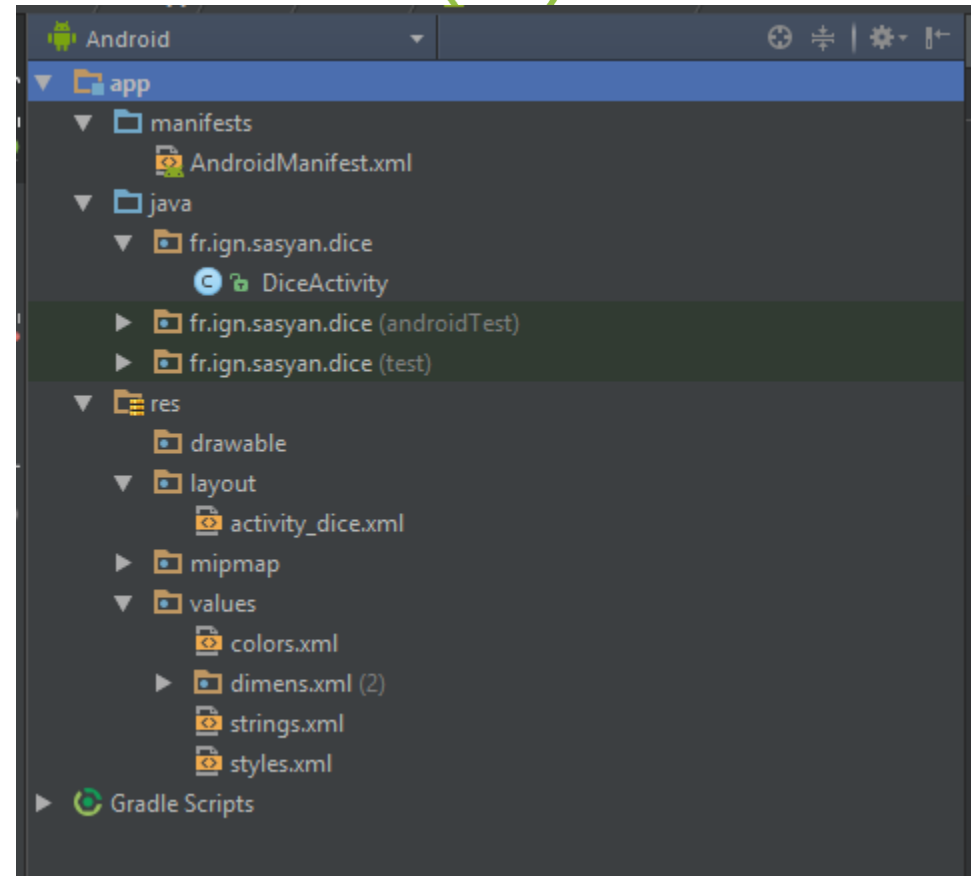 Android
app
manifests
AndroidManifest.xml
java
fr.ign.sasyan.dice
DiceActivity
fr.ign.sasyan.dice (androidTest)
fr.ign.sasyan.dice (test)
res
drawable
layout
activity_dice.xml
mipmap
values
colors.xml
dimens.xml (2)
strings.xml
styles.xml
Gradle Scripts